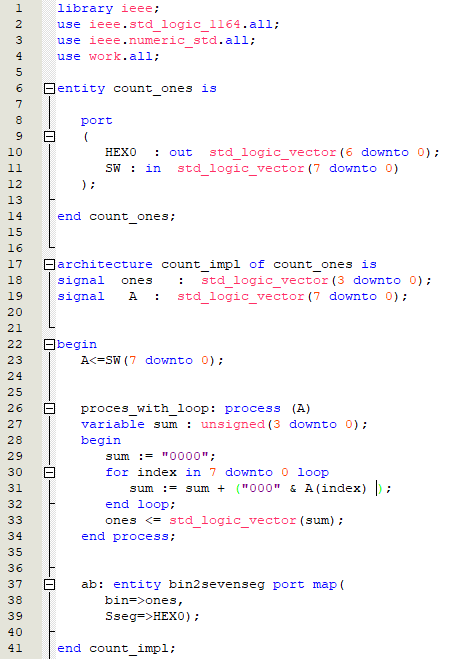 1 library ieee;
2 use ieee.std_logic_1164.all;
3 use ieee.numeric_std.all;
4 use work.all;
5
6 entity count_ones is
7
8 port
9 (
10 HEX0 : out std_logic_vector(6 downto 0);
11 SW : in std_logic_vector(7 downto 0)
12 );
13
14 end count_ones;
15
16
17 architecture count_impl of count_ones is
18 signal ones : std_logic_vector(3 downto 0);
19 signal A : std_logic_vector(7 downto 0);
20
21
22 begin
23 A<=SW(7 downto 0);
24
25
26 proces_with_loop: process (A)
27 variable sum : unsigned(3 downto 0);
28 begin
29 sum := "0000";
30 for index in 7 downto 0 loop
31 sum := sum + ("000" & A(index) );
32 end loop;
33 ones <= std_logic_vector(sum);
34 end process;
35
36
37 ab: entity bin2sevenseg port map(
38 bin=>ones,
39 Sseg=>HEX0);
40
41 end count_impl;